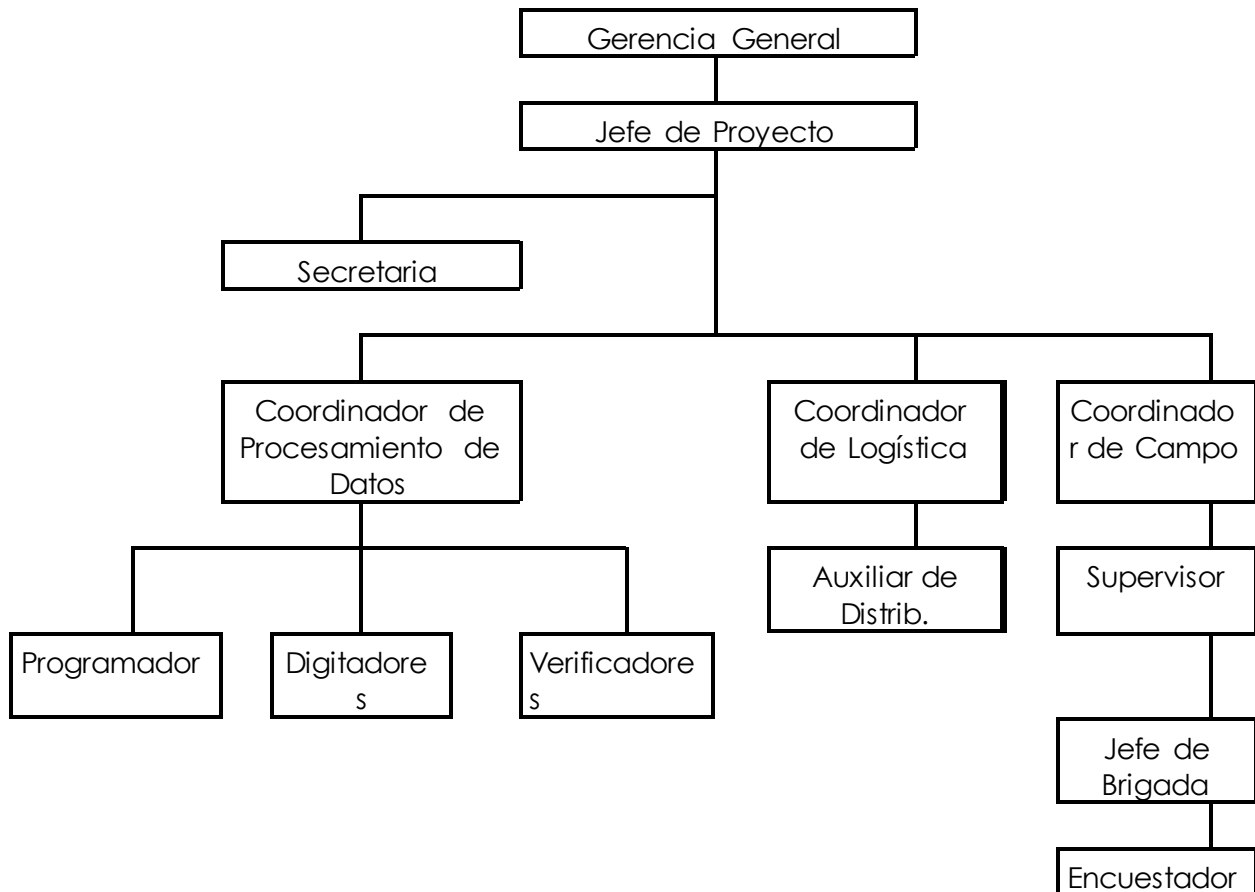 Gerencia General
Jefe de Proyecto
Secretaria
Coordinador de
Procesamiento de
Datos
Coordinador
de Logística
Coordinado
r de Campo
Auxiliar de
Distrib.
Supervisor
Programador
Digitadore
s
Verificadore
s
Jefe de
Brigada
Encuestador